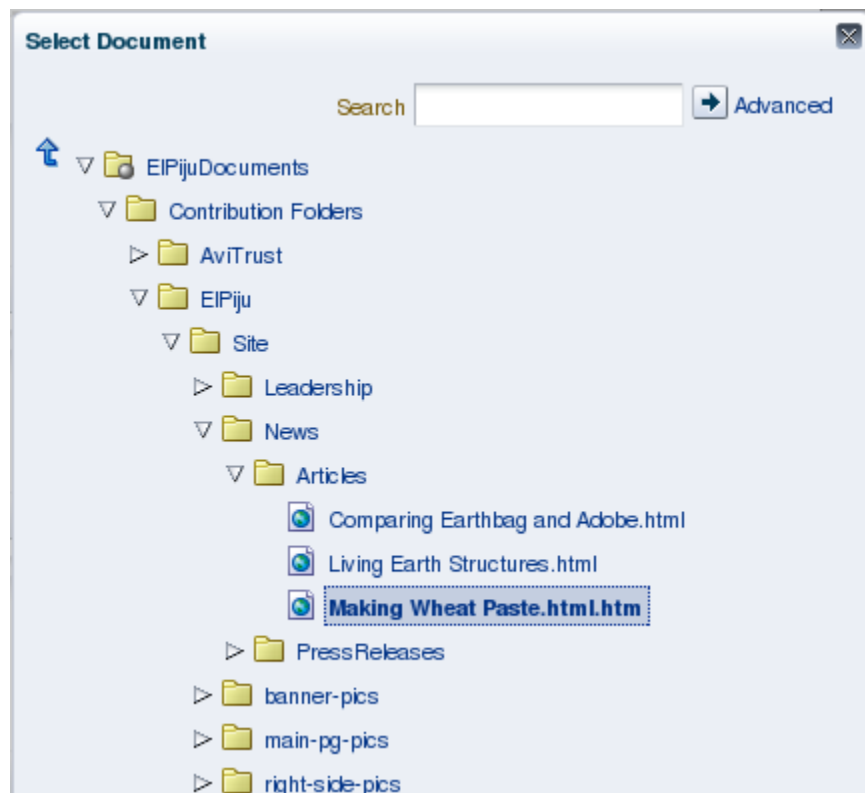 Select Document
Search Advanced
ElPijuDocuments
Contribution Folders
AviTrust
ElPiju
Site
Leadership
News
Articles
Comparing Earthbag and Adobe.html
Living Earth Structures.html
Making Wheat Paste.html.htm
PressReleases
banner-pics
main-pg-pics
right-side-pics